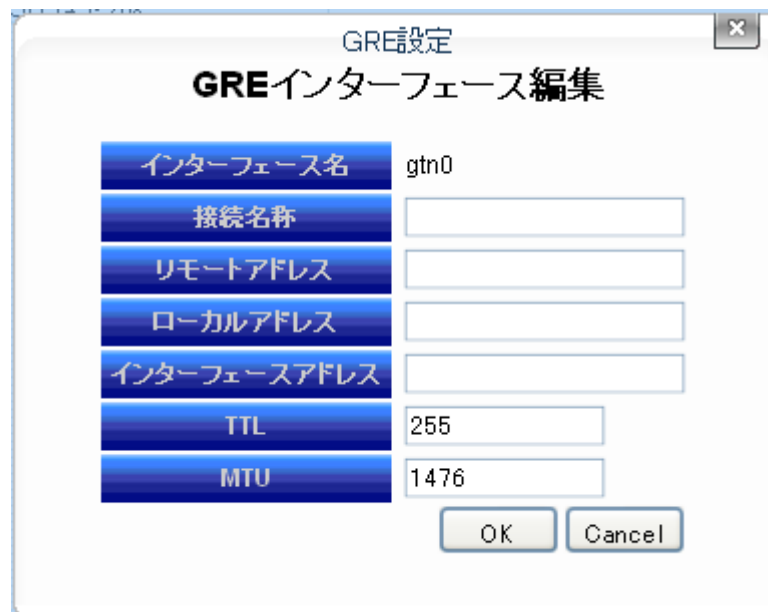 GRE設定
GREインターフェース編集
インターフェース名 gtn0
接続名称
リモートアドレス
ローカルアドレス
インターフェースアドレス
TTL 255
MTU 1476
OK Cancel